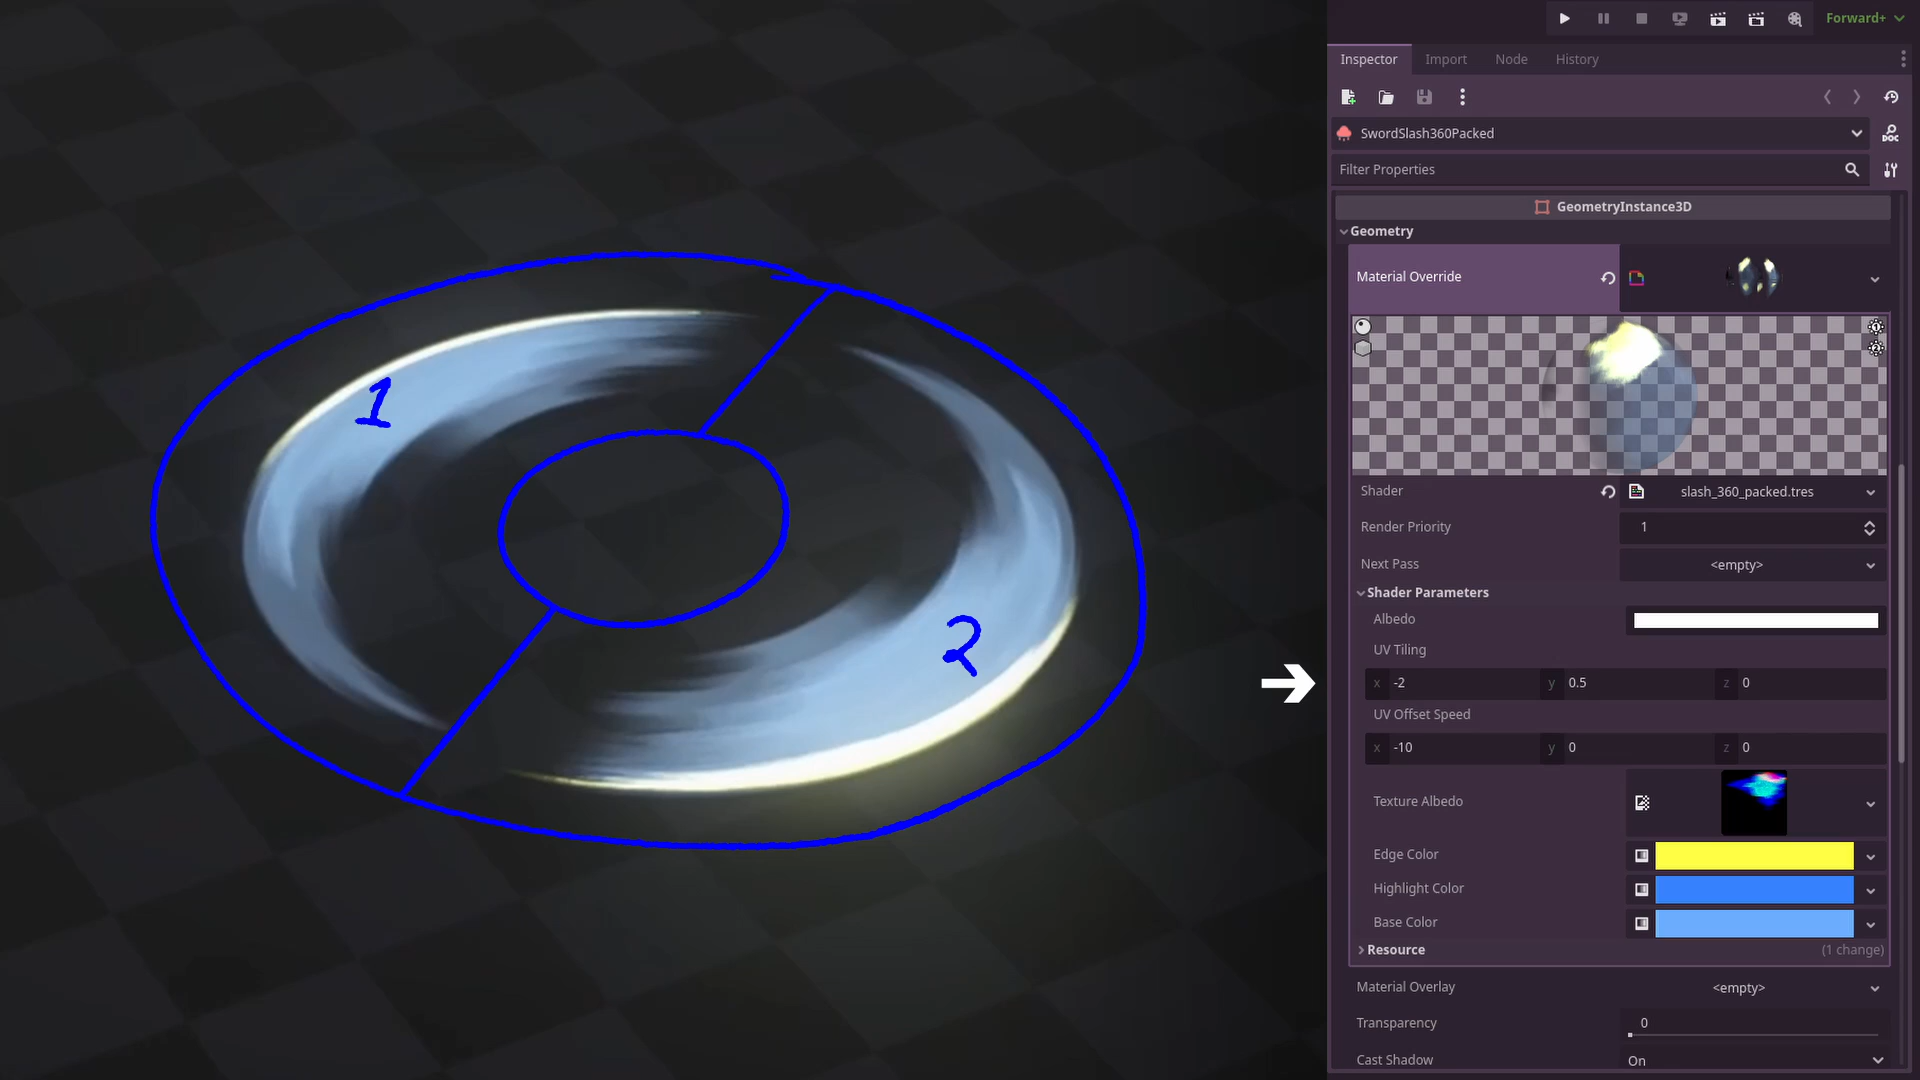 Forward+
Inspector Import Node History
SwordSlash360Packed
DOC
Filter Properties
GeometryInstance3D
Geometry
Material Override
1
2
Shader slash_360_packed.tres
Render Priority 1
Next Pass <empty>
Shader Parameters
Albedo
UV Tiling
x -2 y 0.5 z 0
UV Offset Speed
x -10 y 0 z 0
Texture Albedo
Edge Color
Highlight Color
Base Color
Resource (1 change)
Material Overlay <empty>
Transparency 0
Cast Shadow On
1
2